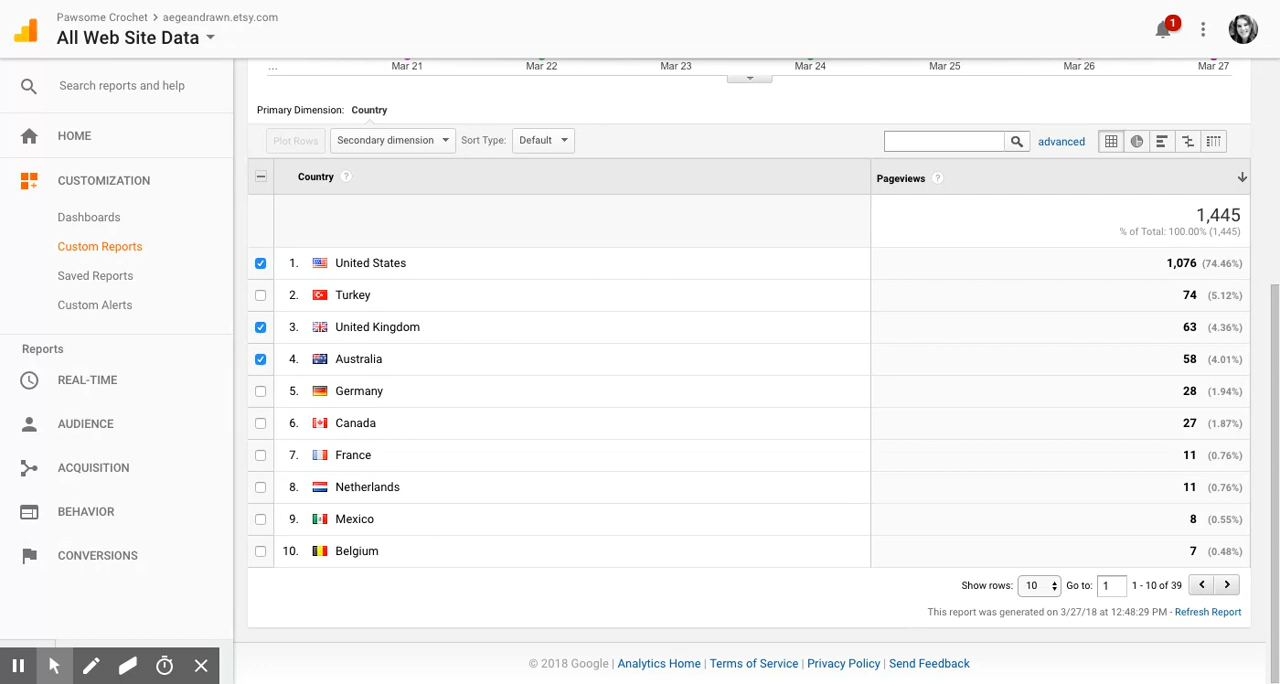 Pawsome Crochet > aegeandrawn.etsy.com
All Web Site Data
1
Search reports and help
HOME
CUSTOMIZATION
Dashboards
Custom Reports
Saved Reports
Custom Alerts
Reports
REAL-TIME
AUDIENCE
ACQUISITION
BEHAVIOR
CONVERSIONS
... Mar 21 Mar 22 Mar 23 Mar 24 Mar 25 Mar 26 Mar 27
Primary Dimension: Country
Plot Rows Secondary dimension Sort Type: Default advanced
Country ? Pageviews ?
1,445
% of Total: 100.00% (1,445)
1. United States 1,076 (74.46%)
2. Turkey 74 (5.12%)
3. United Kingdom 63 (4.36%)
4. Australia 58 (4.01%)
5. Germany 28 (1.94%)
6. Canada 27 (1.87%)
7. France 11 (0.76%)
8. Netherlands 11 (0.76%)
9. Mexico 8 (0.55%)
10. Belgium 7 (0.48%)
Show rows: 10 Go to: 1 1 - 10 of 39
This report was generated on 3/27/18 at 12:48:29 PM - Refresh Report
© 2018 Google | Analytics Home | Terms of Service | Privacy Policy | Send Feedback